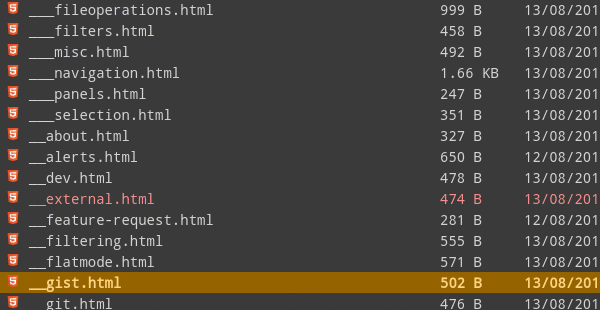 ___fileoperations.html 999 B 13/08/201
___filters.html 458 B 13/08/201
___misc.html 492 B 13/08/201
___navigation.html 1.66 KB 13/08/201
___panels.html 247 B 13/08/201
___selection.html 351 B 13/08/201
__about.html 327 B 13/08/201
__alerts.html 650 B 12/08/201
__dev.html 478 B 13/08/201
__external.html 474 B 13/08/201
__feature-request.html 281 B 12/08/201
__filtering.html 555 B 13/08/201
__flatmode.html 571 B 13/08/201
__gist.html 502 B 13/08/201
__git.html 476 B 13/08/201